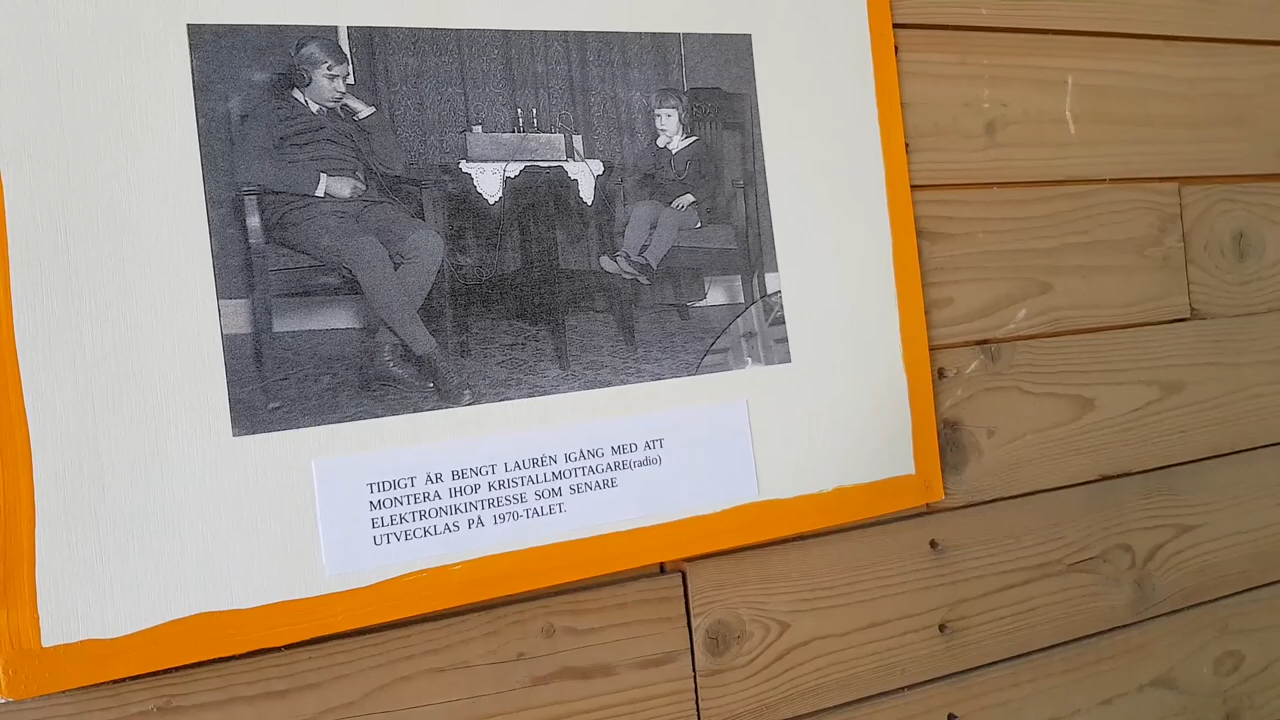 TIDIGT ÄR BENGT LAURÉN IGÅNG MED ATT
MONTERA IHOP KRISTALLMOTTAGARE(radio)
ELEKTRONIKINTRESSE SOM SENARE
UTVECKLAS PÅ 1970-TALET.